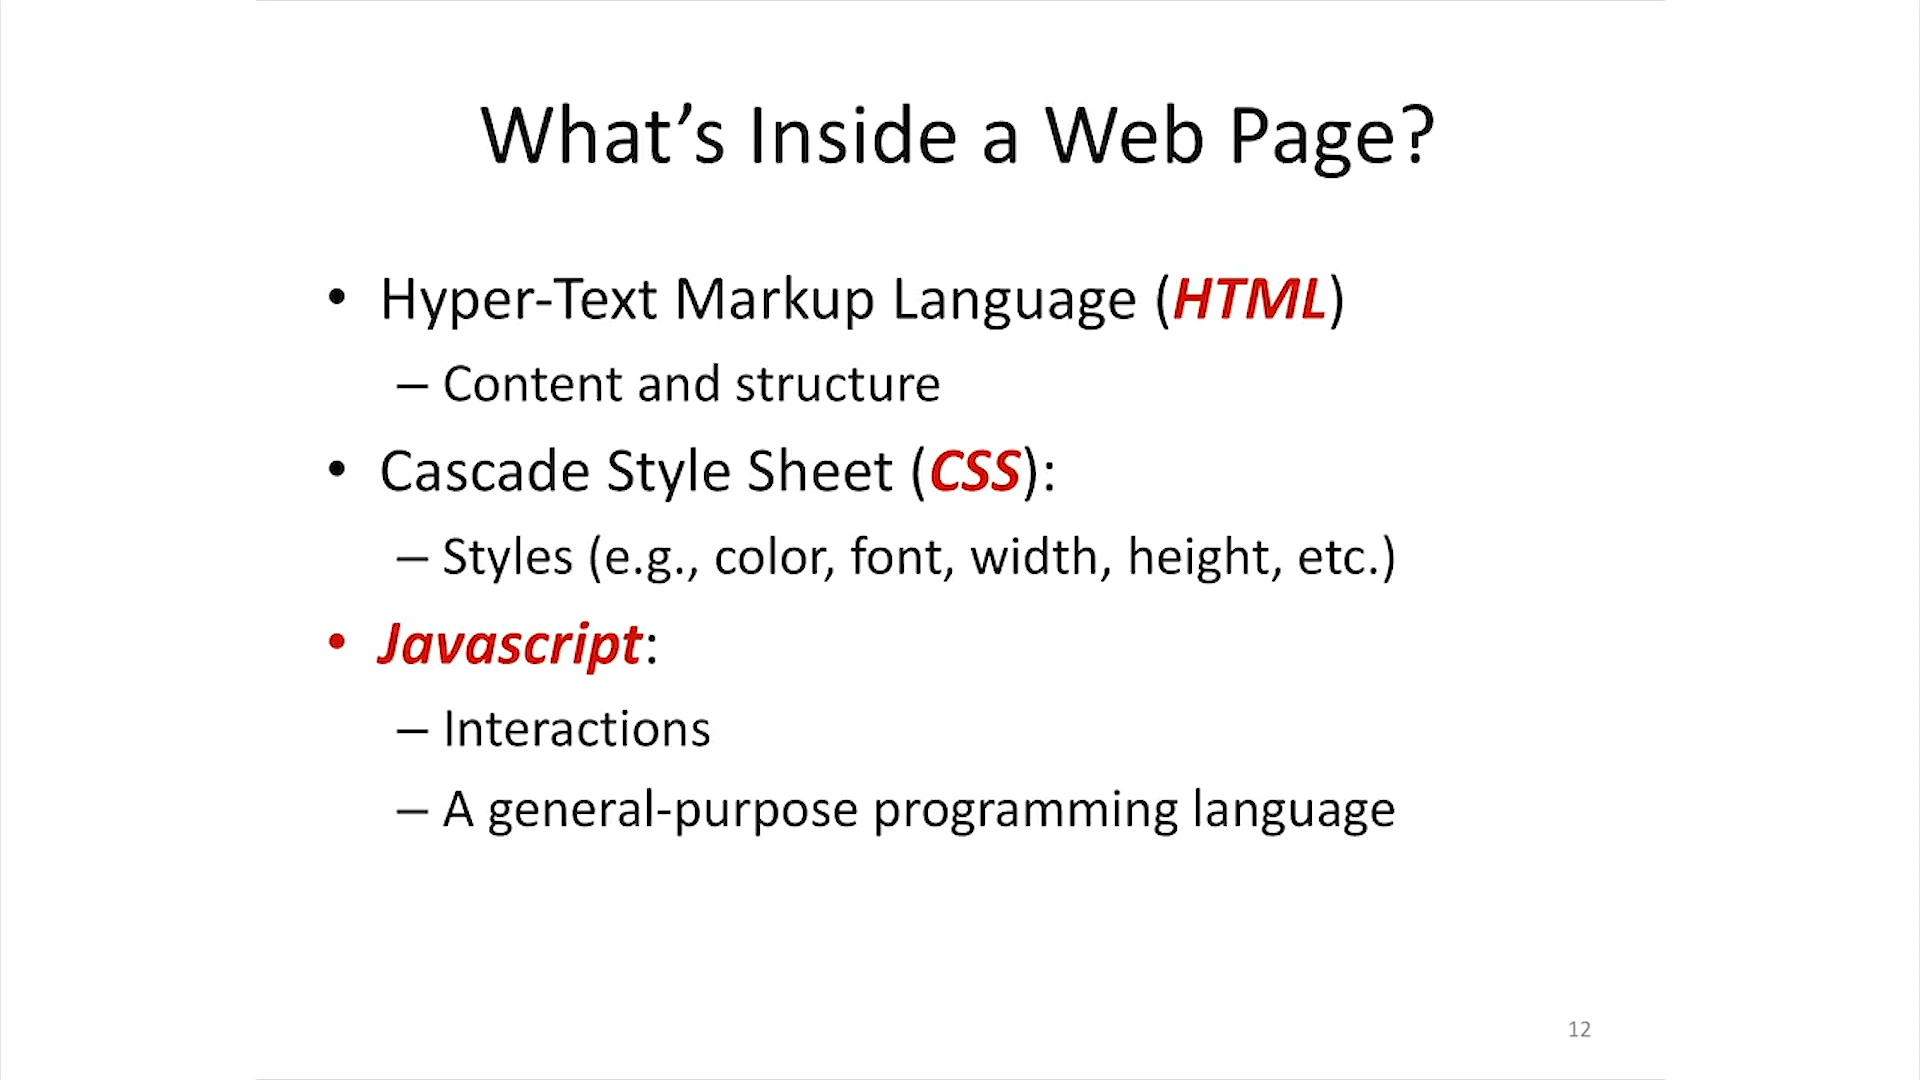 What’s Inside a Web Page?
• Hyper-Text Markup Language (HTML)
– Content and structure
• Cascade Style Sheet (CSS):
– Styles (e.g., color, font, width, height, etc.)
• Javascript:
– Interactions
– A general-purpose programming language
12